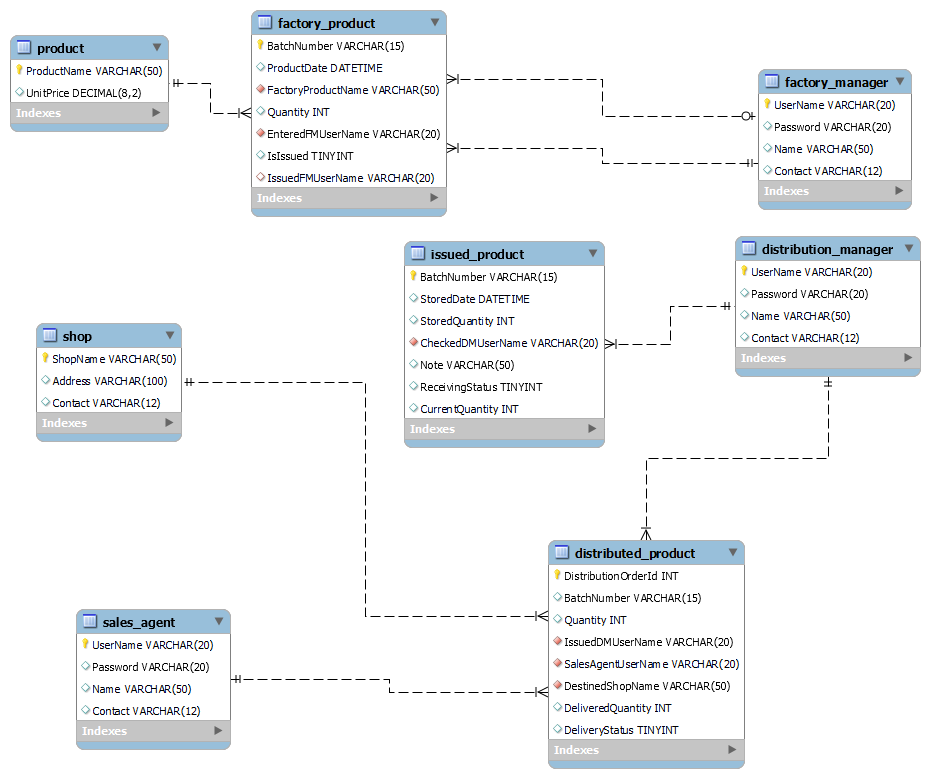 product
ProductName VARCHAR(50)
UnitPrice DECIMAL(8,2)
Indexes
factory_product
BatchNumber VARCHAR(15)
ProductDate DATETIME
FactoryProductName VARCHAR(50)
Quantity INT
EnteredFMUserName VARCHAR(20)
IsIssued TINYINT
IssuedFMUserName VARCHAR(20)
Indexes
factory_manager
UserName VARCHAR(20)
Password VARCHAR(20)
Name VARCHAR(50)
Contact VARCHAR(12)
Indexes
issued_product
BatchNumber VARCHAR(15)
StoredDate DATETIME
StoredQuantity INT
CheckedDMUserName VARCHAR(20)
Note VARCHAR(50)
ReceivingStatus TINYINT
CurrentQuantity INT
Indexes
distribution_manager
UserName VARCHAR(20)
Password VARCHAR(20)
Name VARCHAR(50)
Contact VARCHAR(12)
Indexes
shop
ShopName VARCHAR(50)
Address VARCHAR(100)
Contact VARCHAR(12)
Indexes
distributed_product
DistributionOrderId INT
BatchNumber VARCHAR(15)
Quantity INT
IssuedDMUserName VARCHAR(20)
SalesAgentUserName VARCHAR(20)
DestinedShopName VARCHAR(50)
DeliveredQuantity INT
DeliveryStatus TINYINT
Indexes
sales_agent
UserName VARCHAR(20)
Password VARCHAR(20)
Name VARCHAR(50)
Contact VARCHAR(12)
Indexes